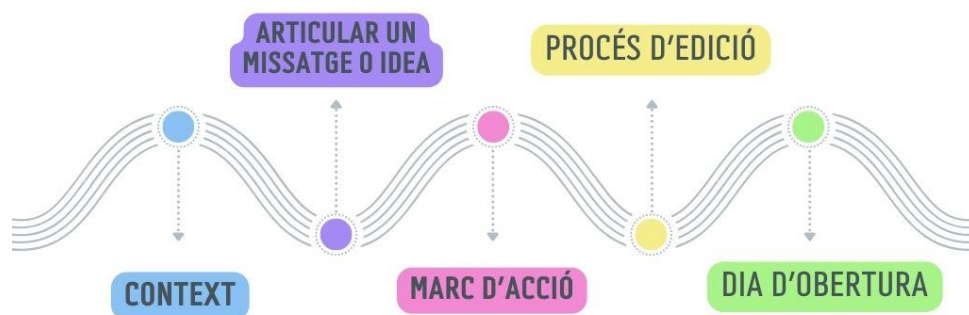 CONTEXT
ARTICULAR UN
MISSATGE O IDEA
MARC D'ACCIÓ
PROCÉS D'EDICIÓ
DIA D'OBERTURA